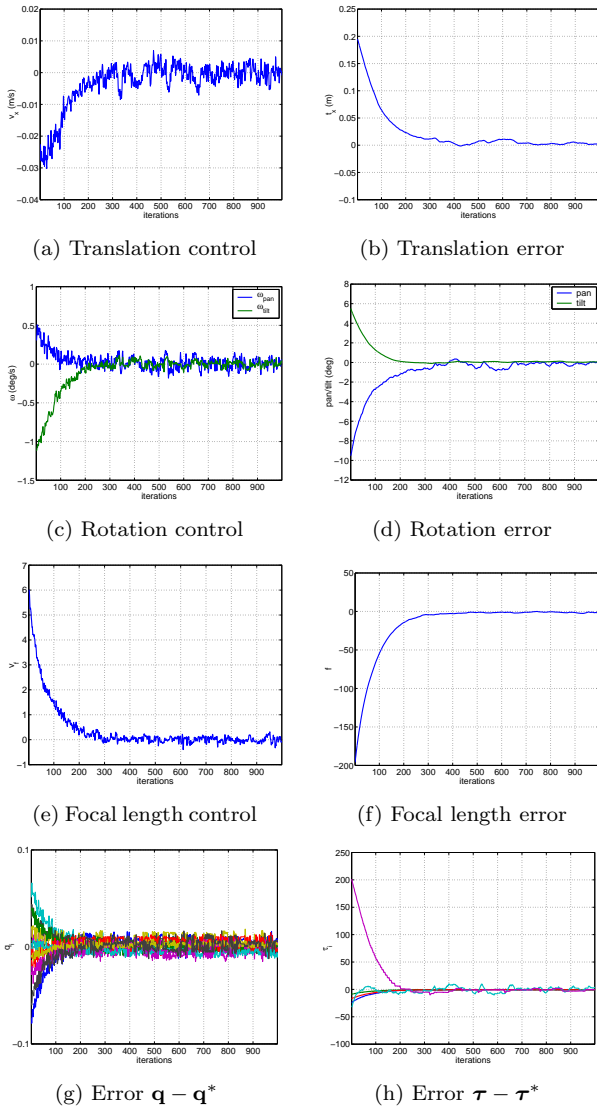 0.04
0.03
0.02
0.01
0
−0.01
−0.02
−0.03
−0.04
v_x (m/s)
100 200 300 400 500 600 700 800 900
iterations
(a) Translation control
0.25
0.2
0.15
0.1
0.05
0
−0.05
−0.1
t_x (m)
100 200 300 400 500 600 700 800 900
iterations
(b) Translation error
1
0.5
0
−0.5
−1
−1.5
ω (deg/s)
ω_pan
ω_tilt
100 200 300 400 500 600 700 800 900
iterations
(c) Rotation control
8
6
4
2
0
−2
−4
−6
−8
−10
−12
pan/tilt (deg)
pan
tilt
100 200 300 400 500 600 700 800 900
iterations
(d) Rotation error
7
6
5
4
3
2
1
0
−1
v_f
100 200 300 400 500 600 700 800 900
iterations
(e) Focal length control
50
0
−50
−100
−150
−200
f
100 200 300 400 500 600 700 800 900
iterations
(f) Focal length error
0.1
0
−0.1
q_i
100 200 300 400 500 600 700 800 900
iterations
(g) Error q − q*
250
200
150
100
50
0
−50
−100
τ_i
100 200 300 400 500 600 700 800 900
iterations
(h) Error τ − τ*